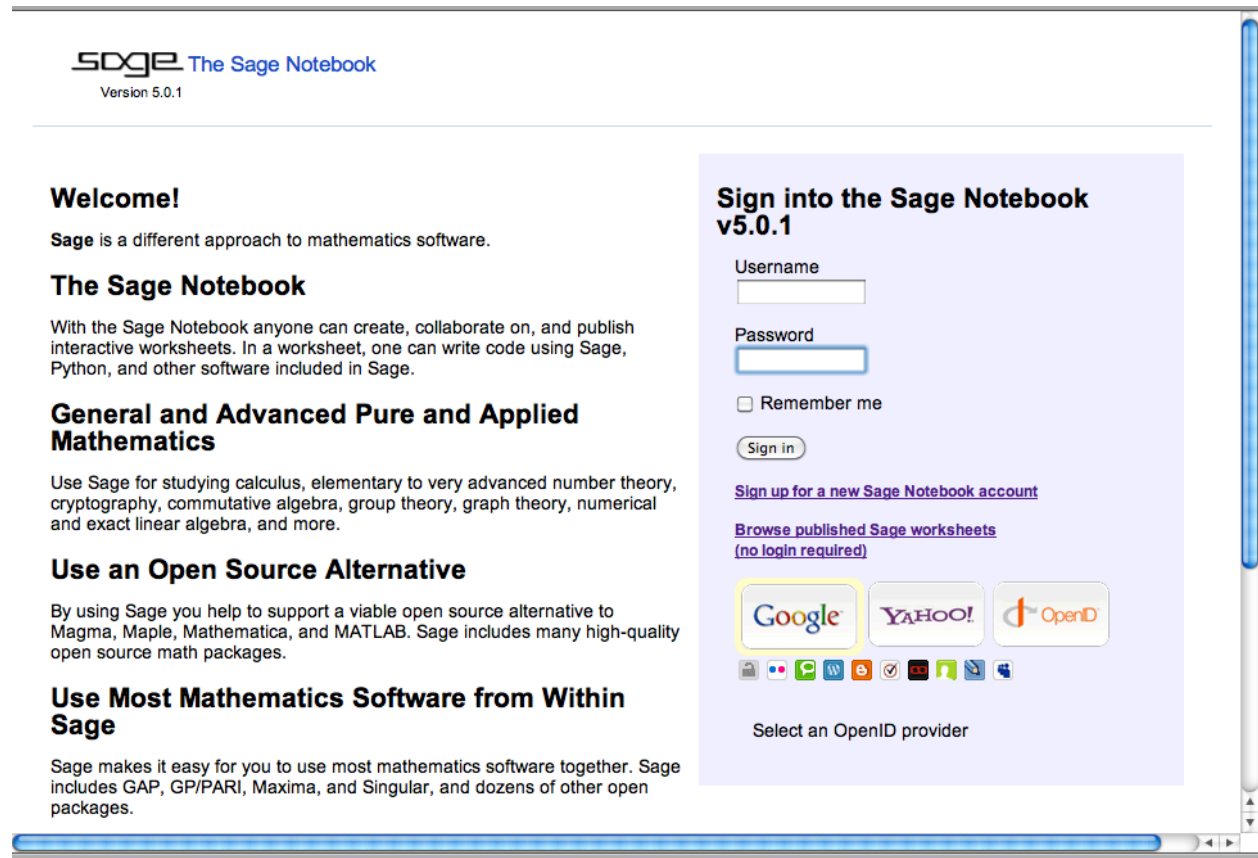 sage The Sage Notebook
Version 5.0.1
Welcome!
Sage is a different approach to mathematics software.
The Sage Notebook
With the Sage Notebook anyone can create, collaborate on, and publish
interactive worksheets. In a worksheet, one can write code using Sage,
Python, and other software included in Sage.
General and Advanced Pure and Applied
Mathematics
Use Sage for studying calculus, elementary to very advanced number theory,
cryptography, commutative algebra, group theory, graph theory, numerical
and exact linear algebra, and more.
Use an Open Source Alternative
By using Sage you help to support a viable open source alternative to
Magma, Maple, Mathematica, and MATLAB. Sage includes many high-quality
open source math packages.
Use Most Mathematics Software from Within
Sage
Sage makes it easy for you to use most mathematics software together. Sage
includes GAP, GP/PARI, Maxima, and Singular, and dozens of other open
packages.
Sign into the Sage Notebook
v5.0.1
Username
Password
Remember me
Sign in
Sign up for a new Sage Notebook account
Browse published Sage worksheets
(no login required)
Google YAHOO! OpenID
Select an OpenID provider